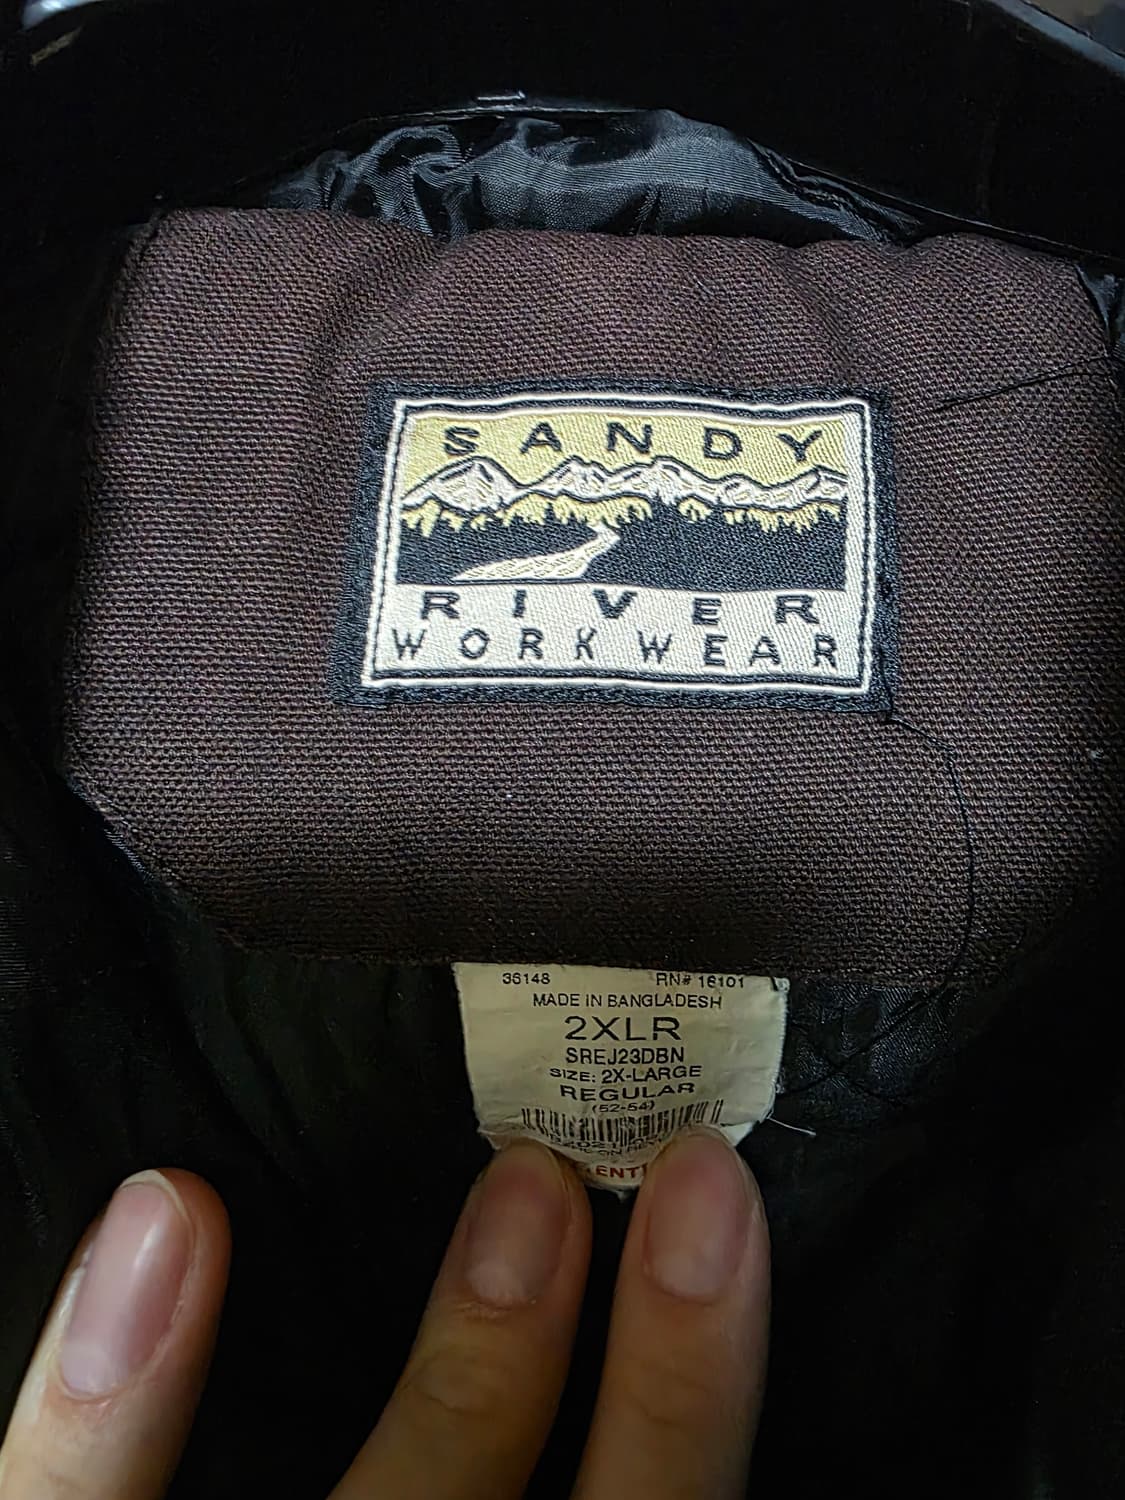 SANDY
RIVER
WORKWEAR
36148 RN# 16101
MADE IN BANGLADESH
2XLR
SREJ23DBN
SIZE: 2X-LARGE
REGULAR
(52-54)